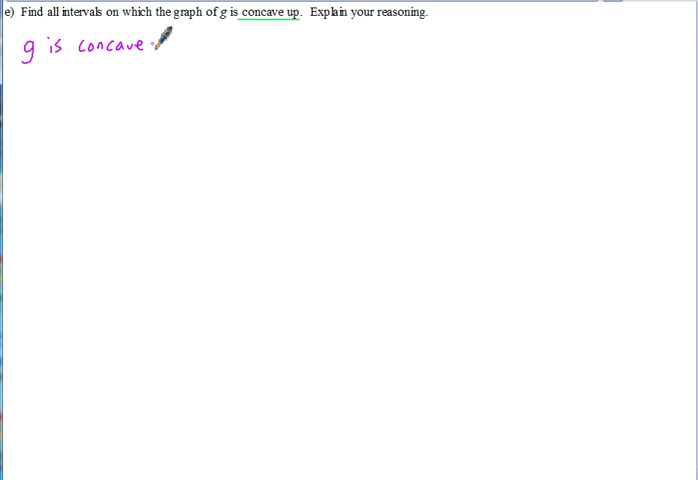 e) Find all intervals on which the graph of g is concave up. Explain your reasoning.
g is concave